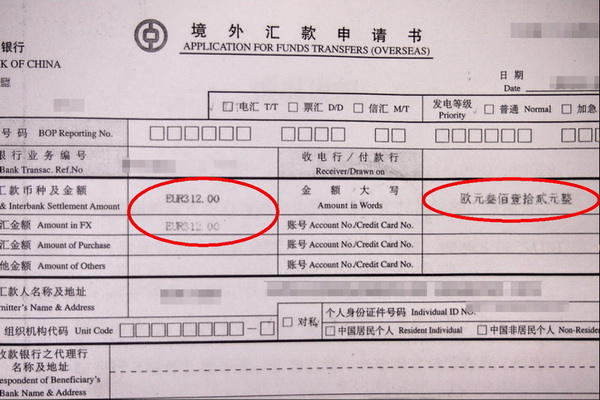 境外汇款申请书
APPLICATION FOR FUNDS TRANSFERS (OVERSEAS)
银行
K OF CHINA
日期
Date
电汇 T/T 票汇 D/D 信汇 M/T 发电等级 Priority 普通 Normal 加急
号码 BOP Reporting No.
银行业务编号 收电行/付款行
Bank Transac. Ref.No Receiver/Drawn on
汇款币种及金额 EUR312.00 金额大写 欧元叁佰壹拾贰元整
& Interbank Settlement Amount Amount in Words
汇金额 Amount in FX EUR312.00 账号 Account No./Credit Card No.
汇金额 Amount of Purchase 账号 Account No./Credit Card No.
他金额 Amount of Others 账号 Account No./Credit Card No.
汇款人名称及地址
mitter's Name & Address
组织机构代码 Unit Code 对私 个人身份证件号码 Individual ID NO.
中国居民个人 Resident Individual 中国非居民个人 Non-Reside
收款银行之代理行
名称及地址
respondent of Beneficiary's
Bank Name & Address